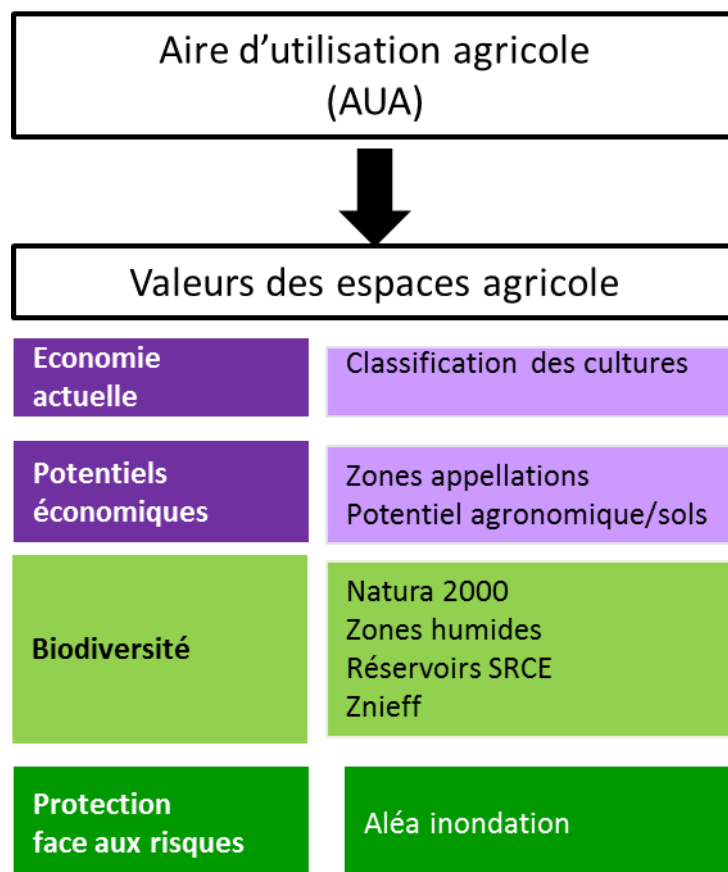 Aire d’utilisation agricole
(AUA)
Valeurs des espaces agricole
Economie
actuelle
Classification des cultures
Potentiels
économiques
Zones appellations
Potentiel agronomique/sols
Biodiversité
Natura 2000
Zones humides
Réservoirs SRCE
Znieff
Protection
face aux risques
Aléa inondation